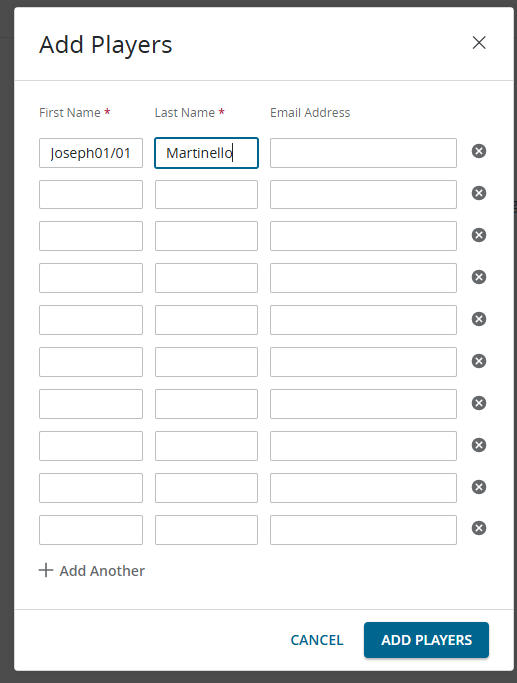 Add Players
First Name * Last Name * Email Address
Joseph01/01 Martinello
Add Another
CANCEL ADD PLAYERS